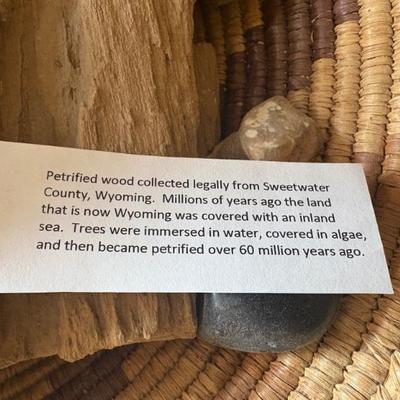 Petrified wood collected legally from Sweetwater
County, Wyoming.  Millions of years ago the land
that is now Wyoming was covered with an inland
sea.  Trees were immersed in water, covered in algae,
and then became petrified over 60 million years ago.